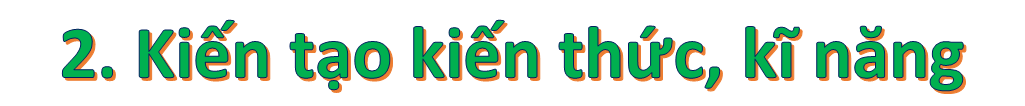 2. Kiến tạo kiến thức, kĩ năng